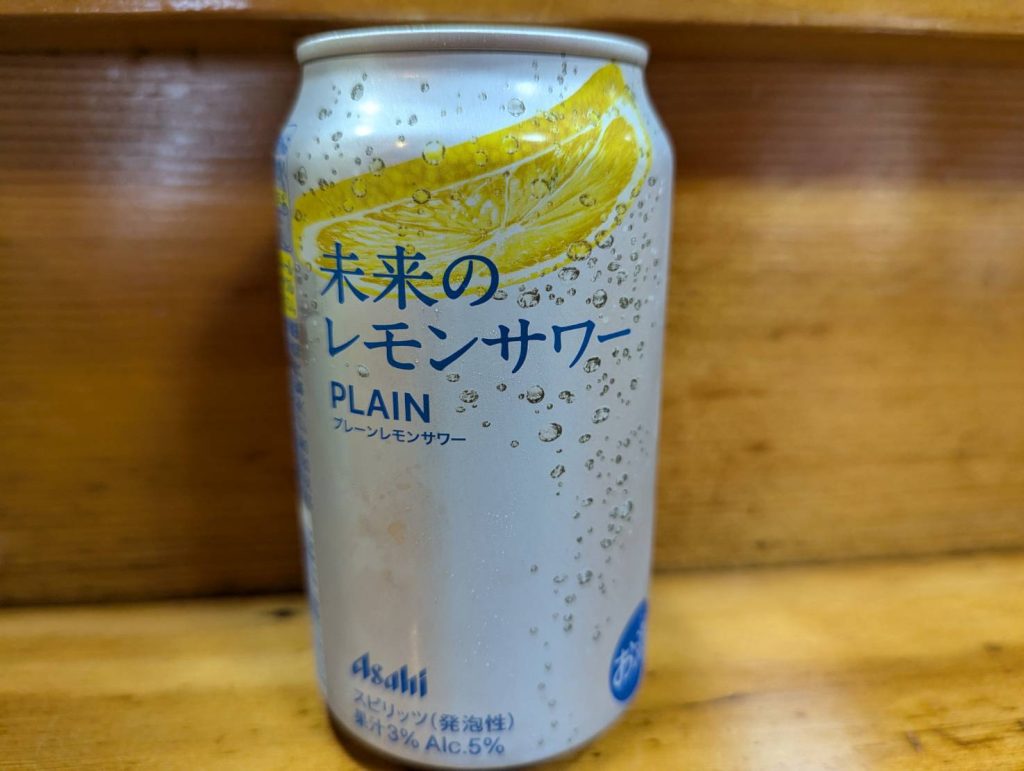 未来の
レモンサワー
PLAIN
プレーンレモンサワー
Asahi
スピリッツ(発泡性)
果汁3% Alc.5%